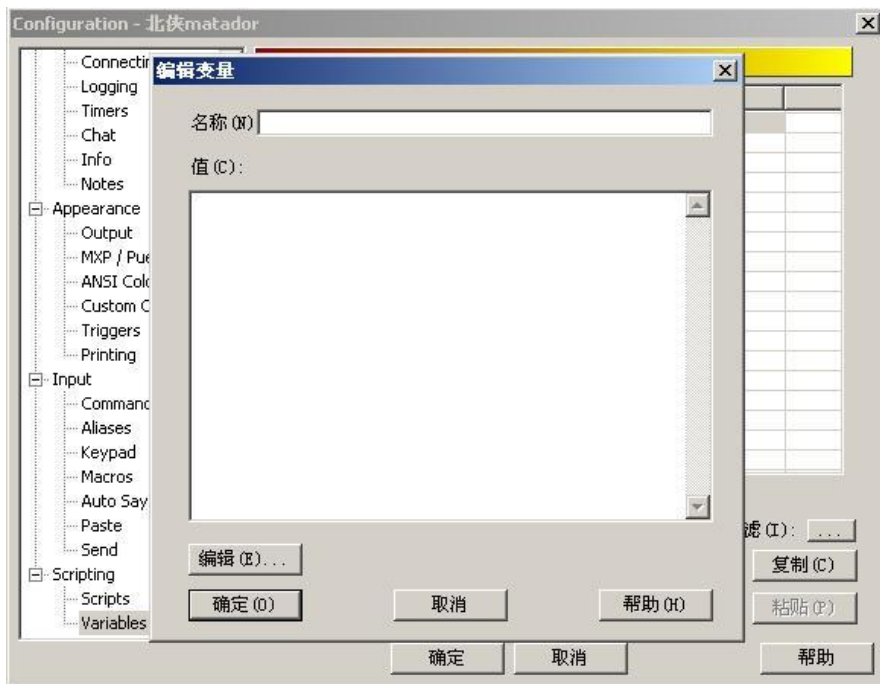 Configuration - 北侠matador
Connectin
Logging
Timers
Chat
Info
Notes
Appearance
Output
MXP / Pue
ANSI Colo
Custom C
Triggers
Printing
Input
Command
Aliases
Keypad
Macros
Auto Say
Paste
Send
Scripting
Scripts
Variables
编辑变量
名称(N)
值(C):
编辑(E)...
确定(O)
取消
帮助(H)
滤(I):
...
复制(C)
粘贴(P)
确定
取消
帮助